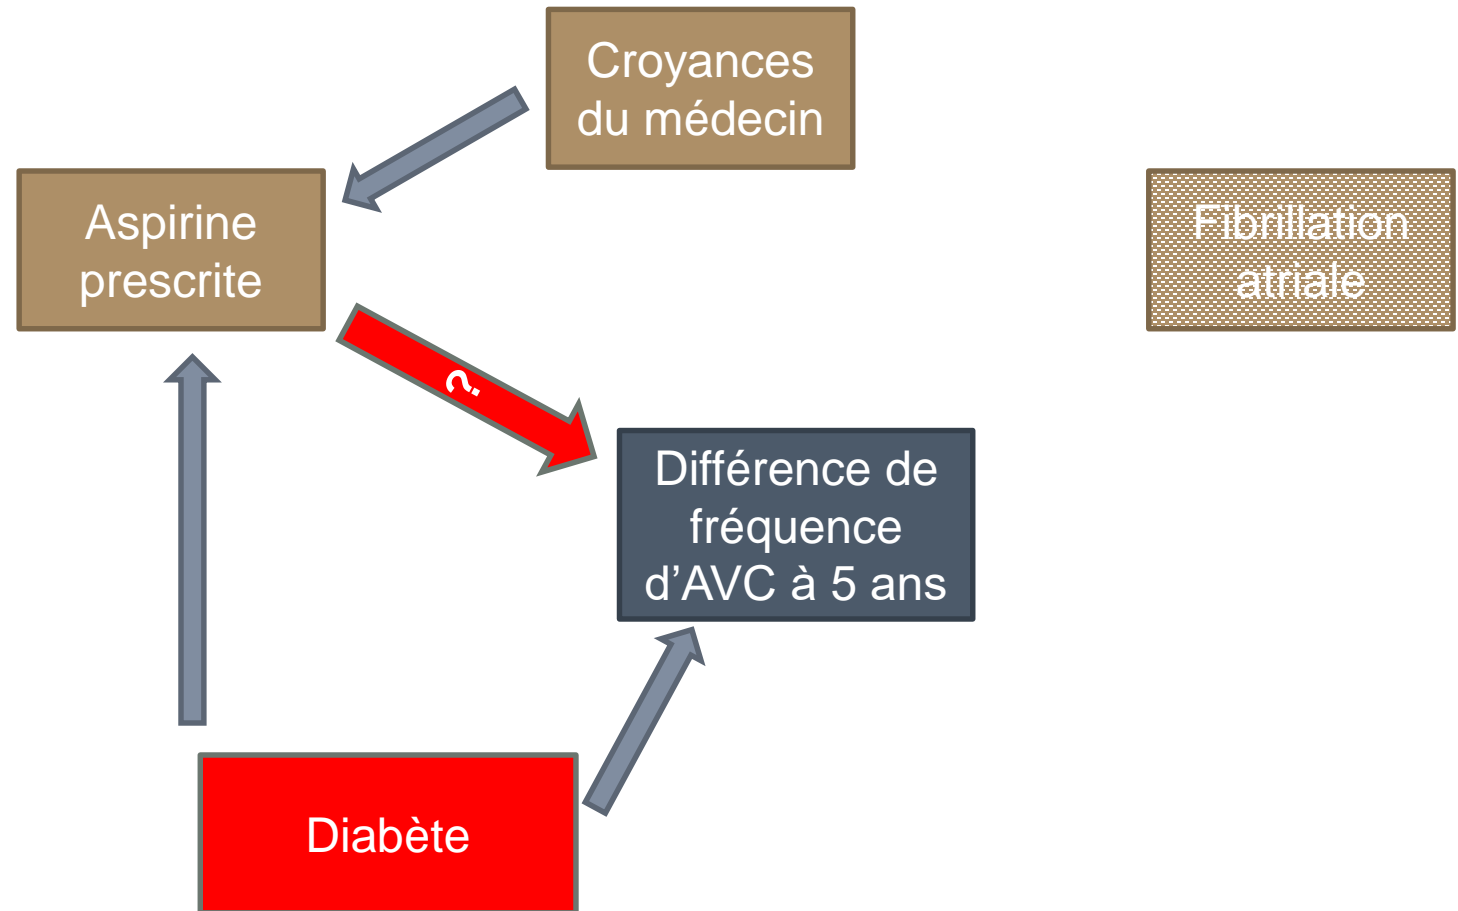 Croyances
du médecin
Aspirine
prescrite
Fibrillation
atriale
?
Différence de
fréquence
d’AVC à 5 ans
Diabète